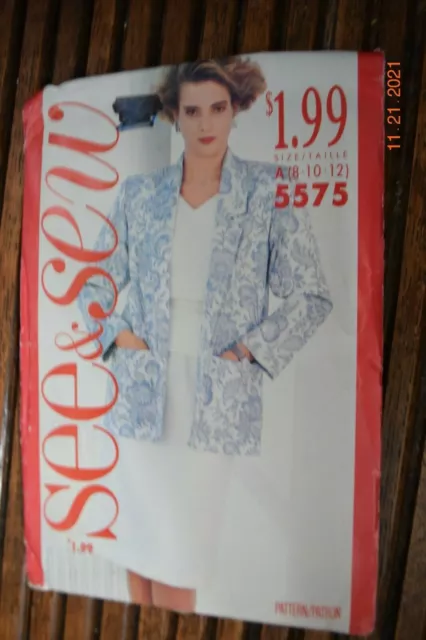 see & sew
$1.99
SIZE/TAILLE
A (8-10-12)
5575
$1.99
PATTERN/PATRON
11.21.2021